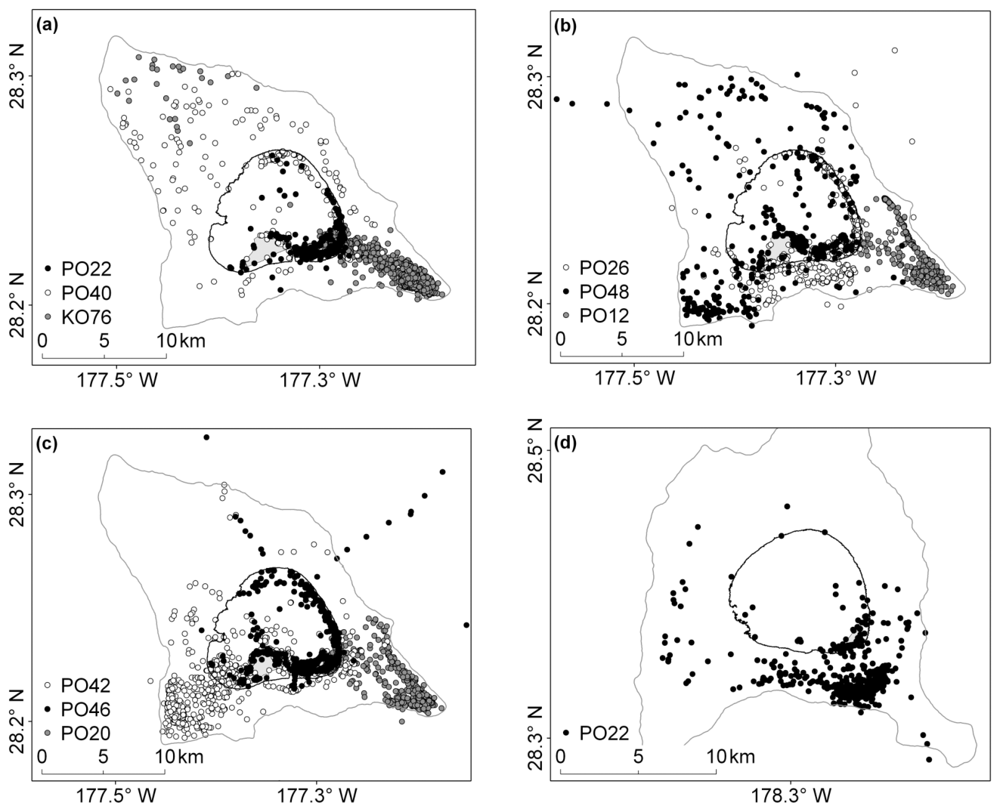 (a)
28.3° N
28.2° N
PO22
PO40
KO76
0 5 10 km
177.5° W 177.3° W
(b)
28.3° N
28.2° N
PO26
PO48
PO12
0 5 10 km
177.5° W 177.3° W
(c)
28.3° N
28.2° N
PO42
PO46
PO20
0 5 10 km
177.5° W 177.3° W
(d)
28.5° N
28.3° N
PO22
0 5 10 km
178.3° W